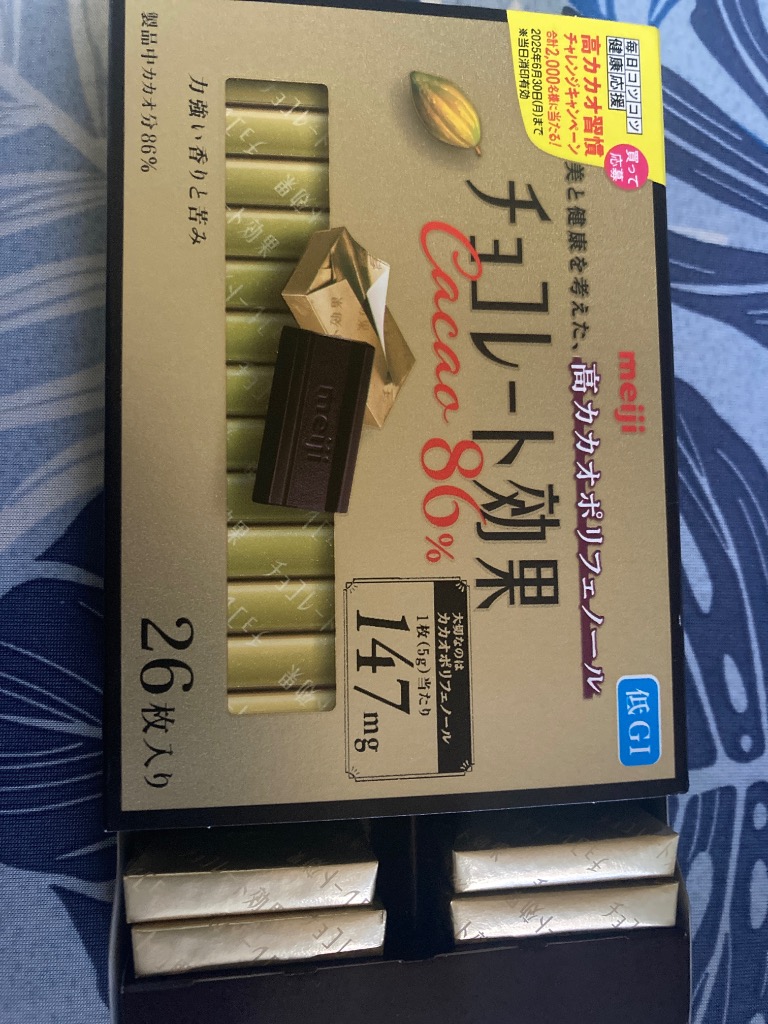 毎日コツコツ
健康応援
高カカオ習慣
チャレンジキャンペーン
合計2,000名様に当たる!
2025年6月30日(月)まで
※当日消印有効
買って
応募
meiji
美と健康を考えた、高カカオポリフェノール
チョコレート効果
Cacao 86%
低GI
大切なのは
カカオポリフェノール
1枚(5g)当たり
147mg
meiji
力強い香りと苦み
製品中カカオ分86%
26枚入り